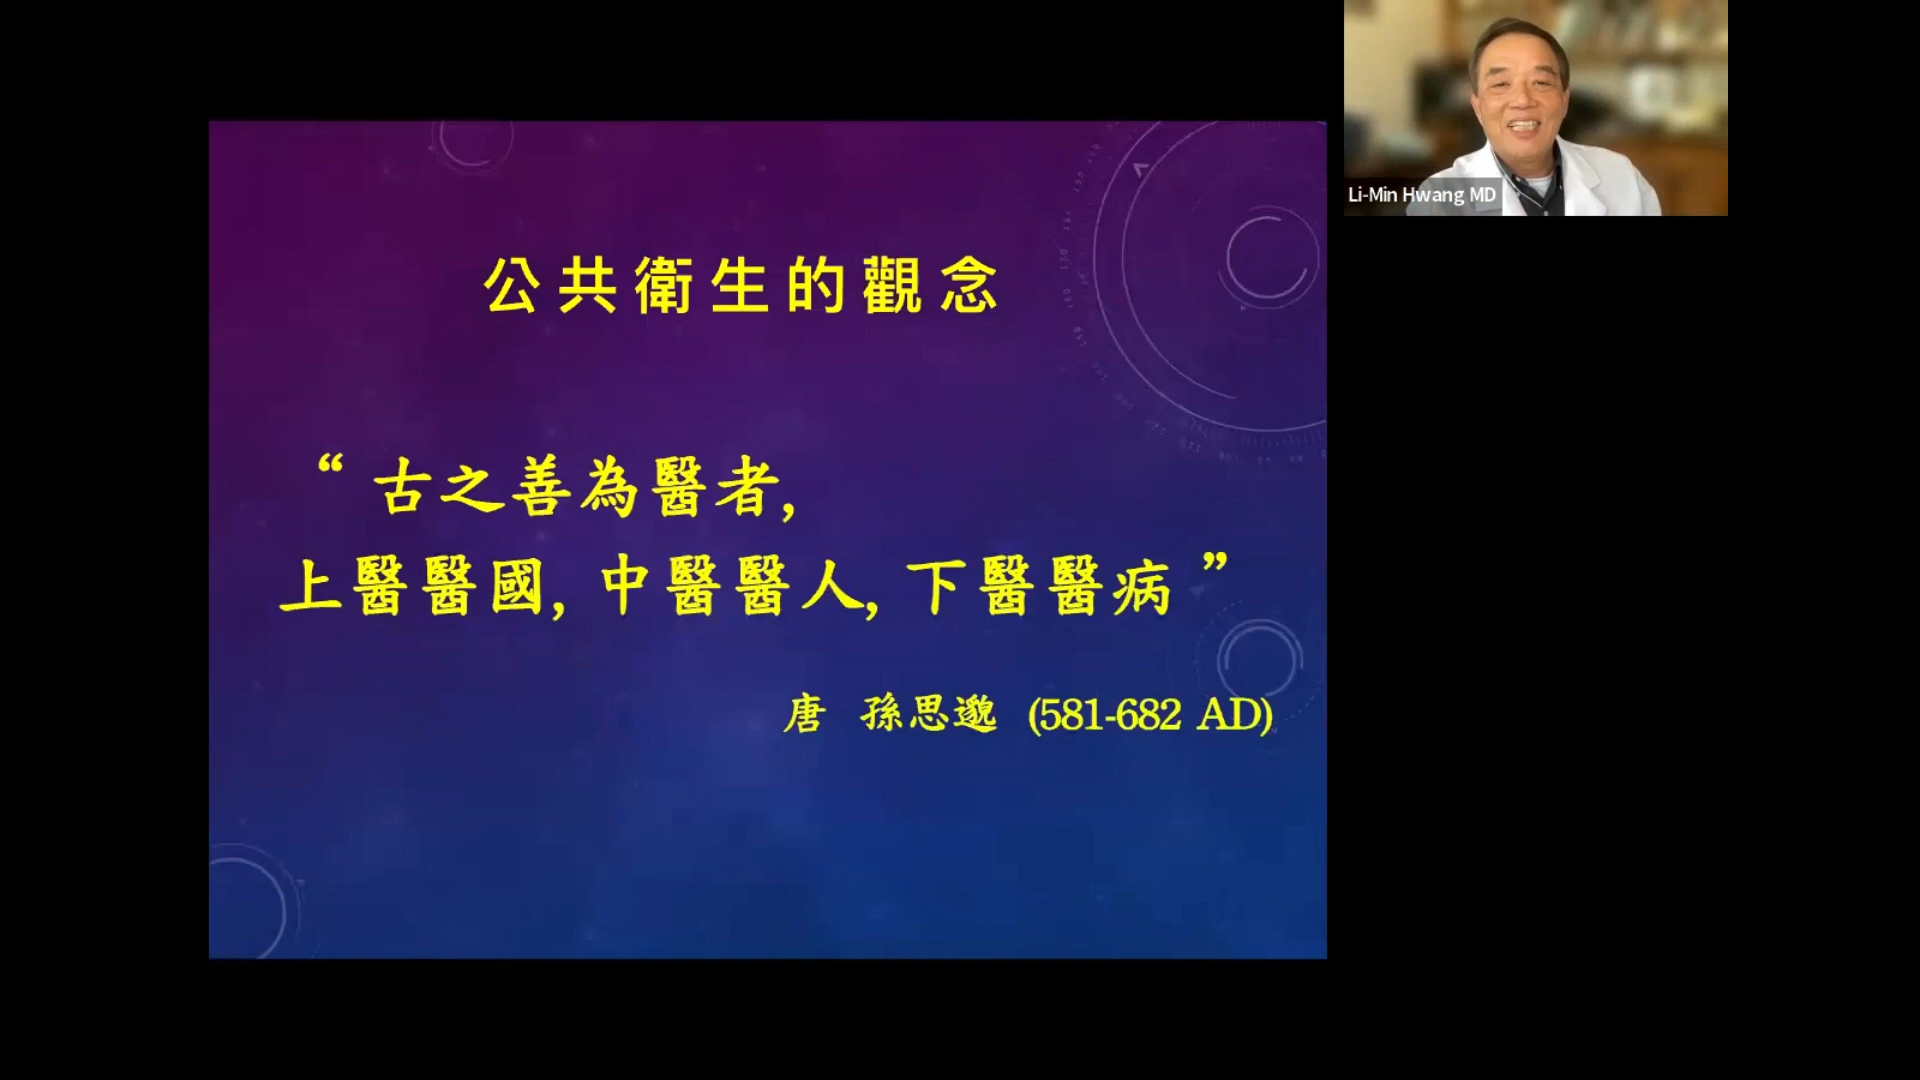 公共衛生的觀念
“ 古之善為醫者,
上醫醫國, 中醫醫人, 下醫醫病 ”
唐 孫思邈 (581-682 AD)
Li-Min Hwang MD